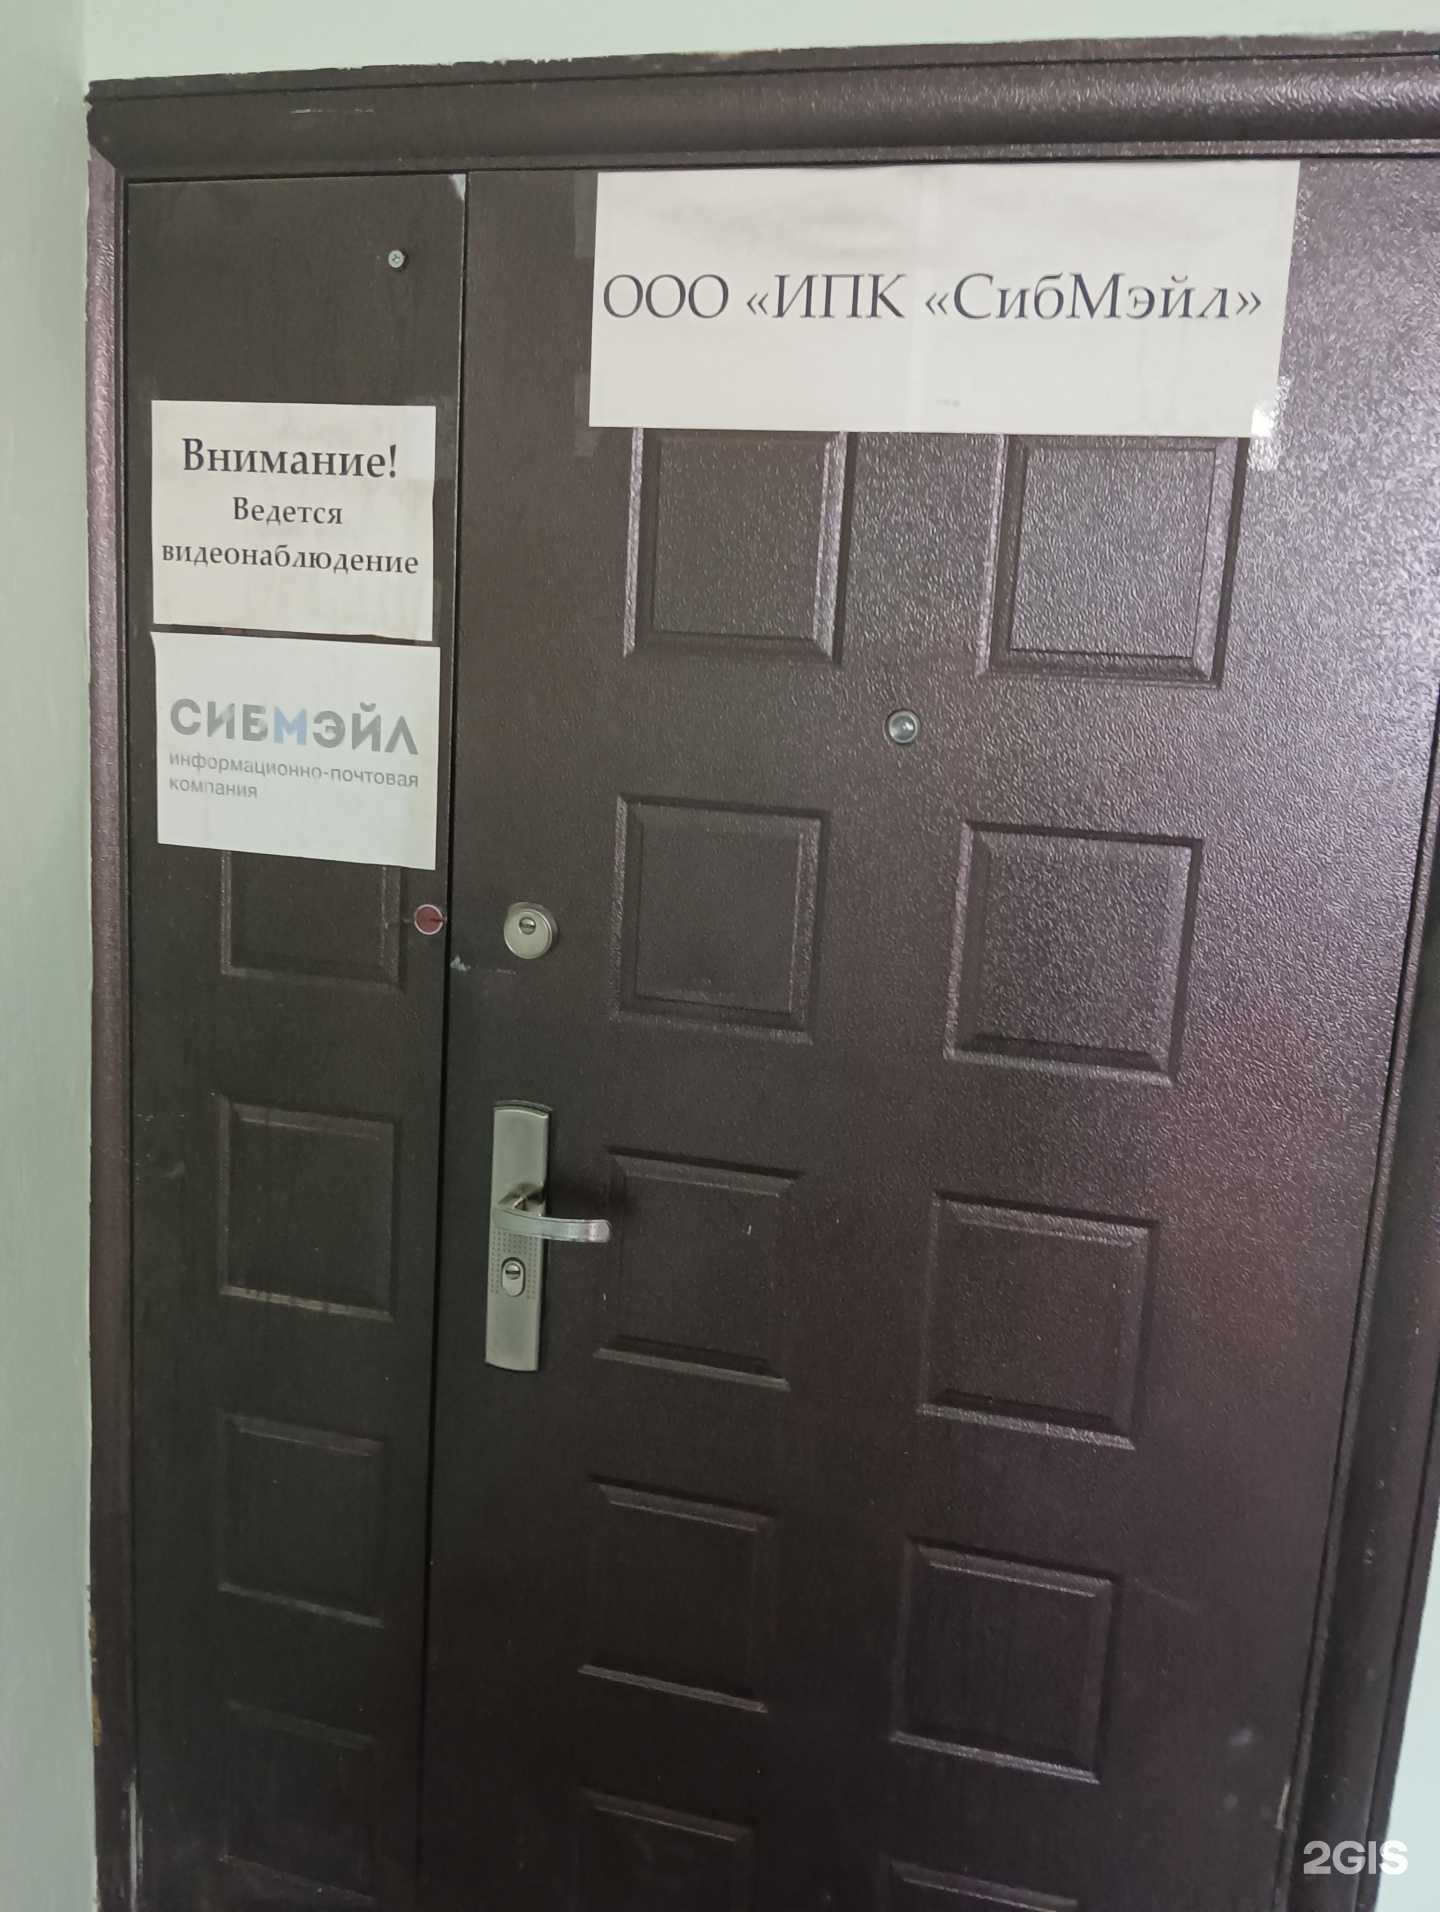 ООО «ИПК «СибМэйл»
Внимание!
Ведется
видеонаблюдение
СИБМЭЙЛ
информационно-почтовая
компания
2GIS